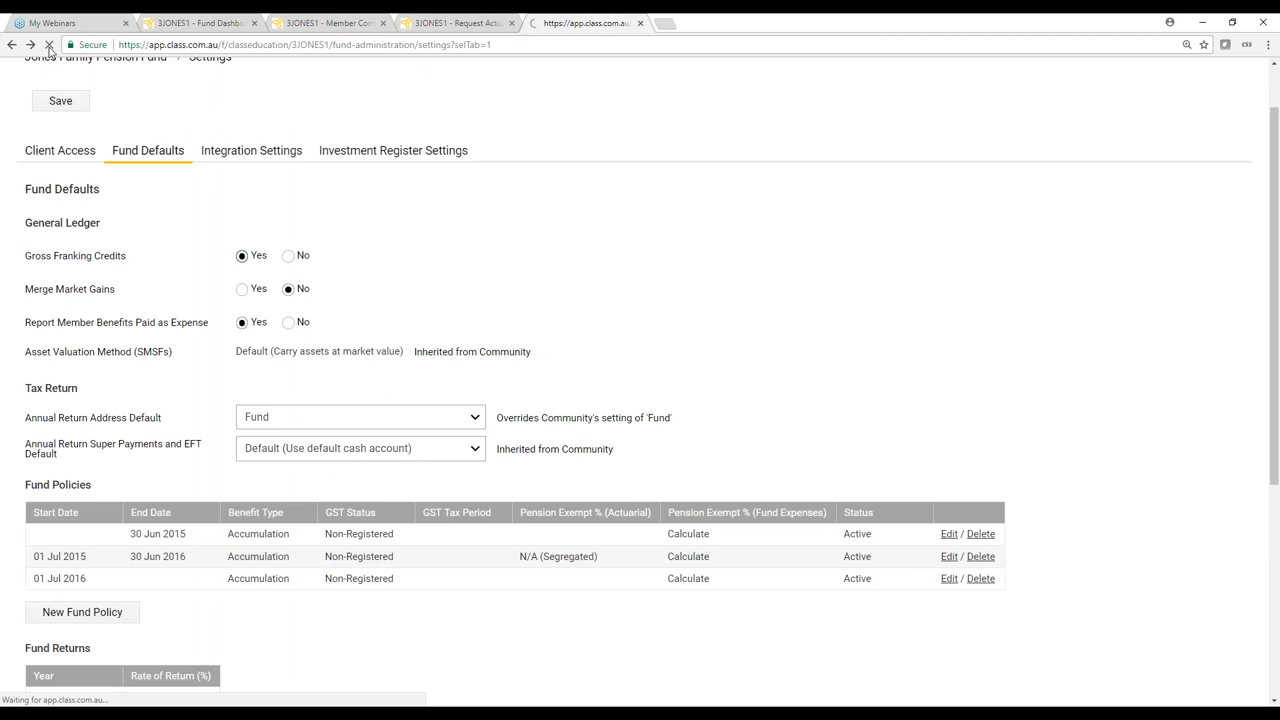 My Webinars
3JONES1 - Fund Dashbo
3JONES1 - Member Con
3JONES1 - Request Actu
https://app.class.com.au/
Secure
https://app.class.com.au/f/classeducation/3JONES1/fund-administration/settings?selTab=1
css
Jones Family Pension Fund / Settings
Save
Client Access
Fund Defaults
Integration Settings
Investment Register Settings
Fund Defaults
General Ledger
Gross Franking Credits Yes No
Merge Market Gains Yes No
Report Member Benefits Paid as Expense Yes No
Asset Valuation Method (SMSFs) Default (Carry assets at market value) Inherited from Community
Tax Return
Annual Return Address Default Fund Overrides Community's setting of 'Fund'
Annual Return Super Payments and EFT
Default
Default (Use default cash account) Inherited from Community
Fund Policies
Start Date End Date Benefit Type GST Status GST Tax Period Pension Exempt % (Actuarial) Pension Exempt % (Fund Expenses) Status
30 Jun 2015 Accumulation Non-Registered Calculate Active Edit / Delete
01 Jul 2015 30 Jun 2016 Accumulation Non-Registered N/A (Segregated) Calculate Active Edit / Delete
01 Jul 2016 Accumulation Non-Registered Calculate Active Edit / Delete
New Fund Policy
Fund Returns
Year Rate of Return (%)
Waiting for app.class.com.au...